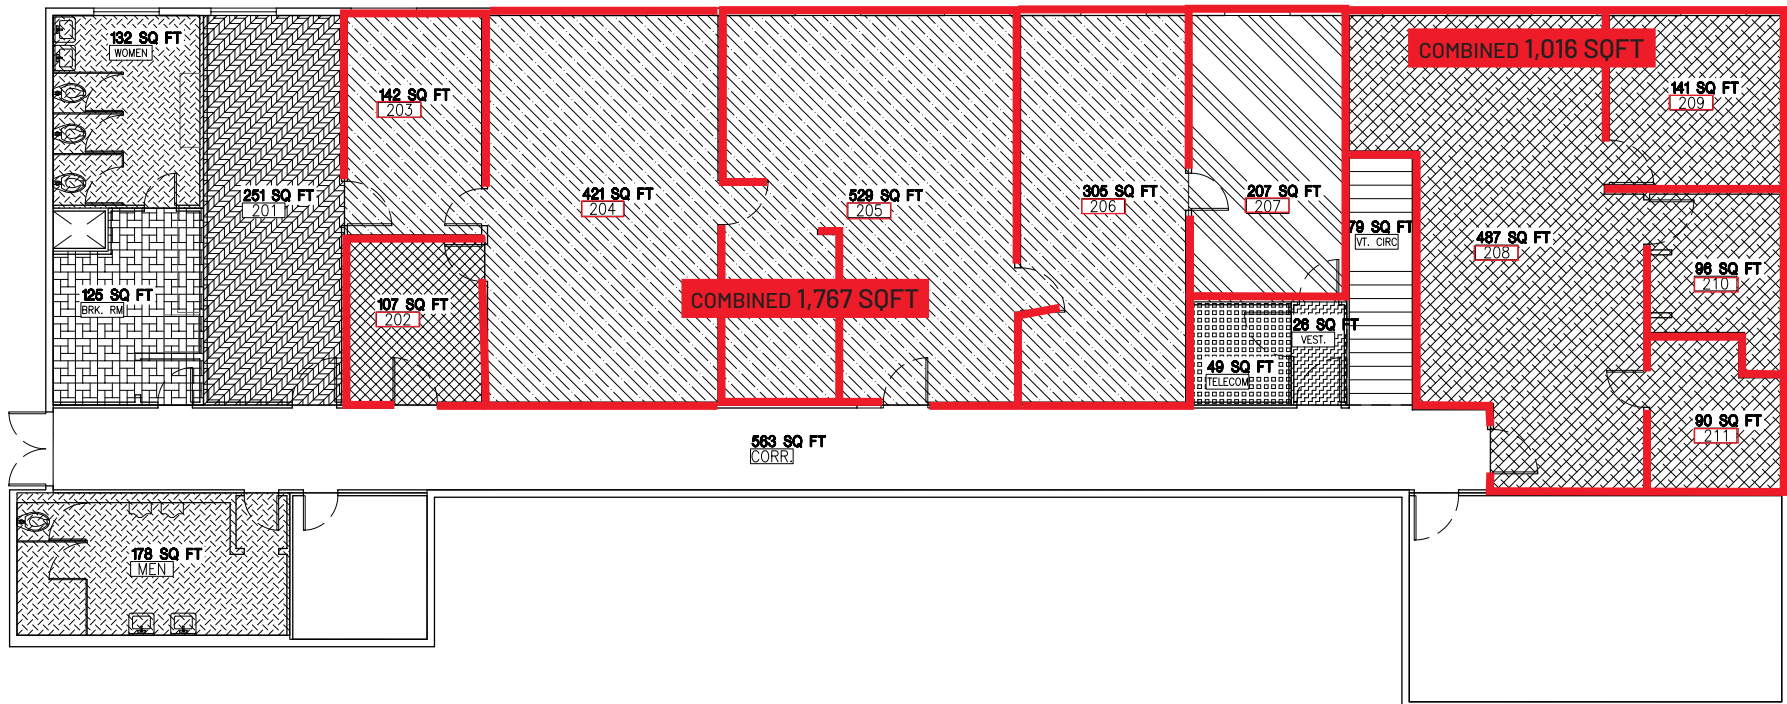 132 SQ FT
WOMEN
142 SQ FT
203
COMBINED 1,016 SQFT
141 SQ FT
209
251 SQ FT
201
421 SQ FT
204
529 SQ FT
205
305 SQ FT
206
207 SQ FT
207
79 SQ FT
VT. CIRC
487 SQ FT
208
96 SQ FT
210
125 SQ FT
BRK. RM
107 SQ FT
202
COMBINED 1,767 SQFT
26 SQ FT
VEST.
49 SQ FT
TELECOM
563 SQ FT
CORR.
90 SQ FT
211
178 SQ FT
MEN